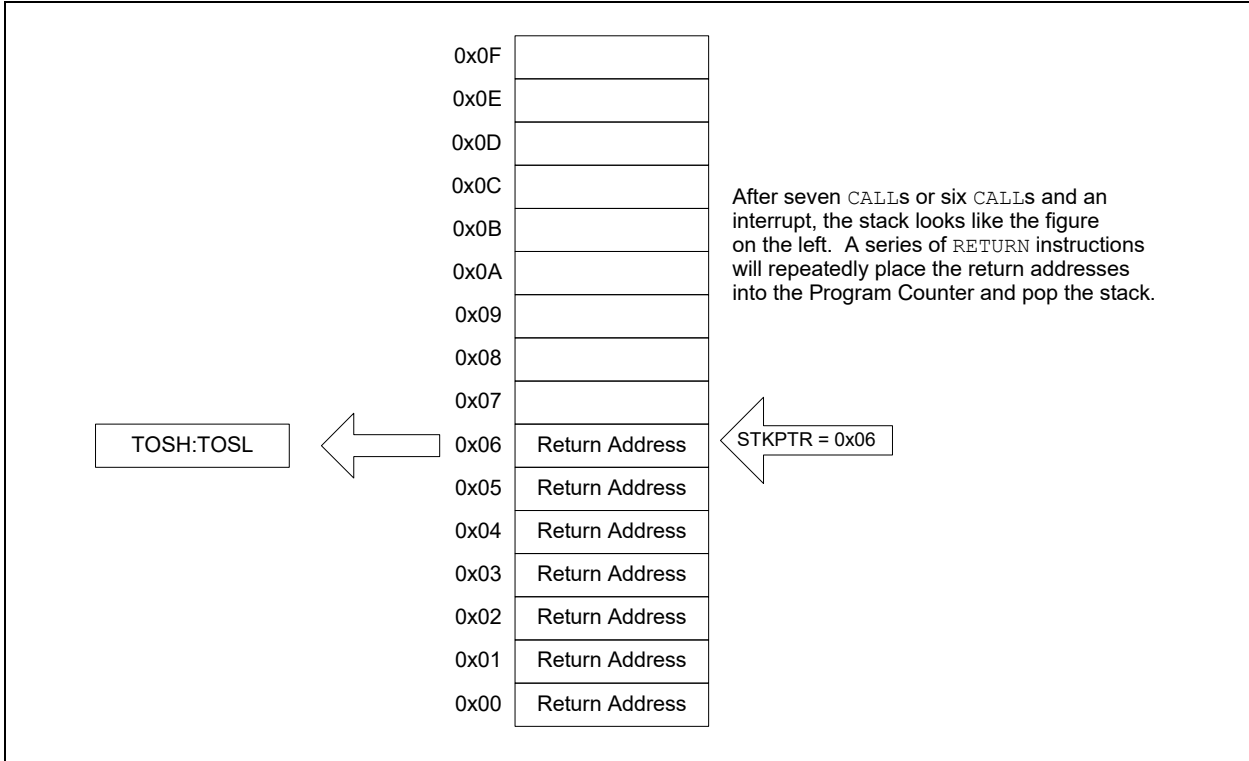 0x0F
0x0E
0x0D
0x0C
0x0B
0x0A
0x09
0x08
0x07
After seven CALLs or six CALLs and an
interrupt, the stack looks like the figure
on the left. A series of RETURN instructions
will repeatedly place the return addresses
into the Program Counter and pop the stack.
TOSH:TOSL
0x06 Return Address
STKPTR = 0x06
0x05 Return Address
0x04 Return Address
0x03 Return Address
0x02 Return Address
0x01 Return Address
0x00 Return Address